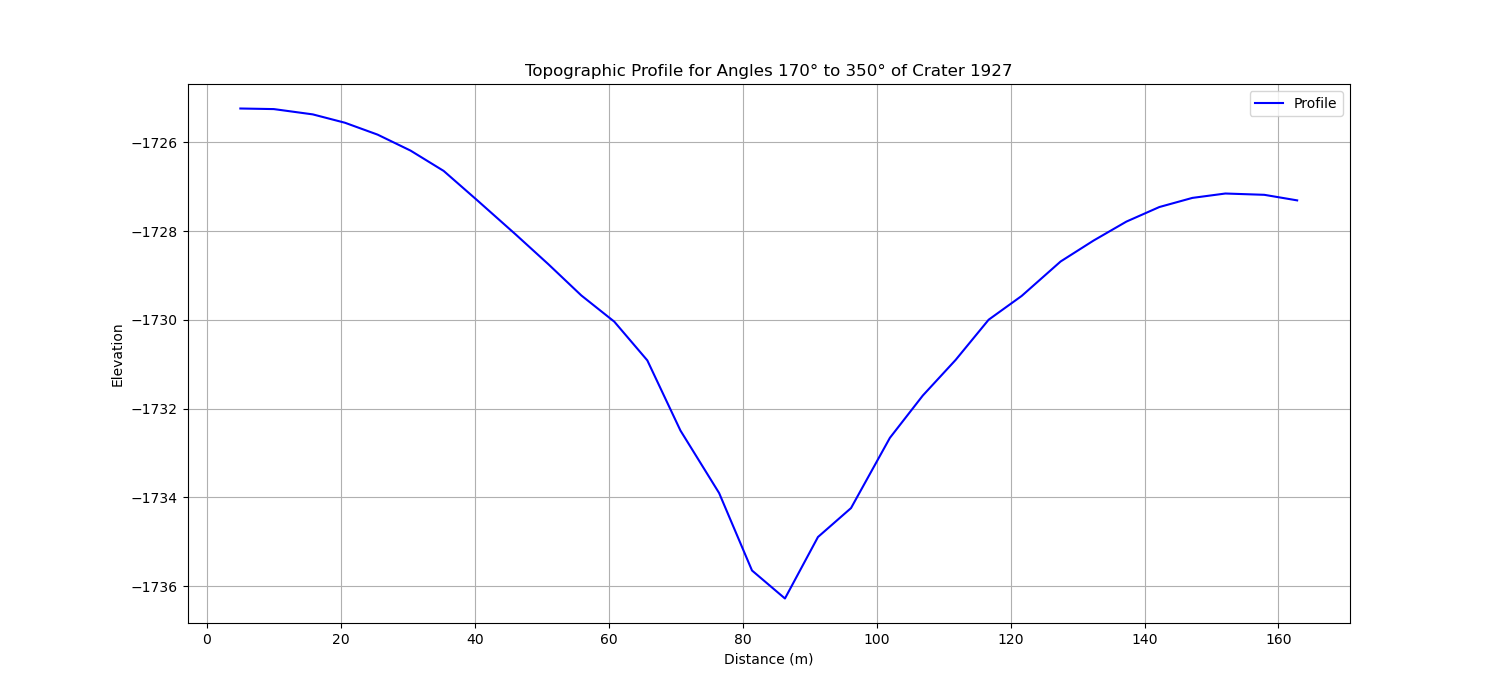 Topographic Profile for Angles 170° to 350° of Crater 1927
Profile
−1726
−1728
−1730
−1732
−1734
−1736
Elevation
0 20 40 60 80 100 120 140 160
Distance (m)